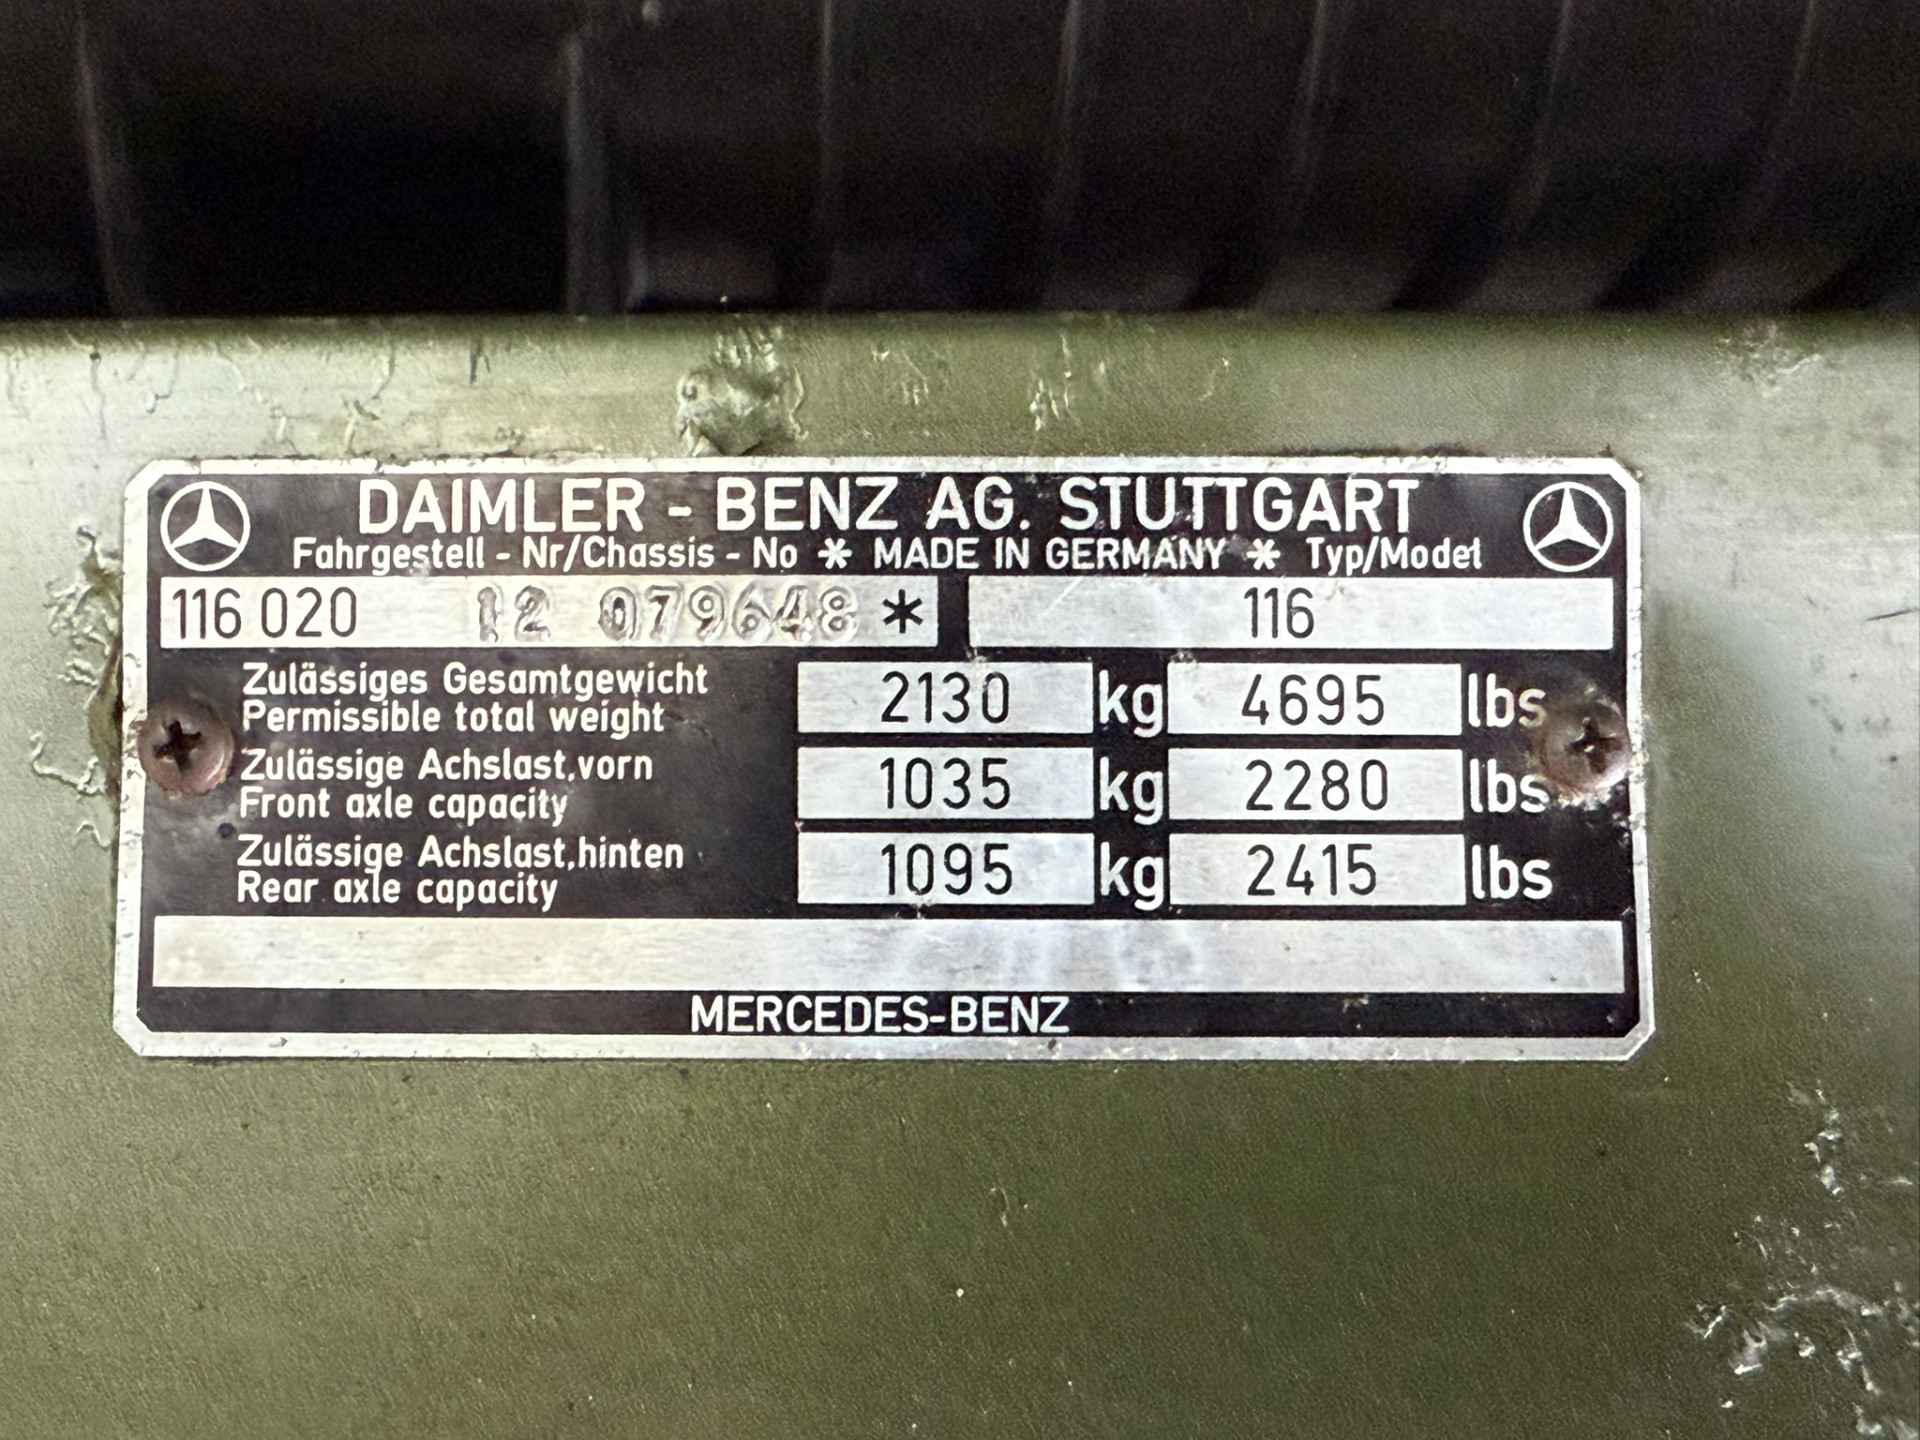 DAIMLER - BENZ AG. STUTTGART
Fahrgestell - Nr/Chassis - No * MADE IN GERMANY * Typ/Model
116 020 12 079648 * 116
Zulässiges Gesamtgewicht
Permissible total weight 2130 kg 4695 lbs
Zulässige Achslast,vorn
Front axle capacity 1035 kg 2280 lbs
Zulässige Achslast,hinten
Rear axle capacity 1095 kg 2415 lbs
MERCEDES-BENZ